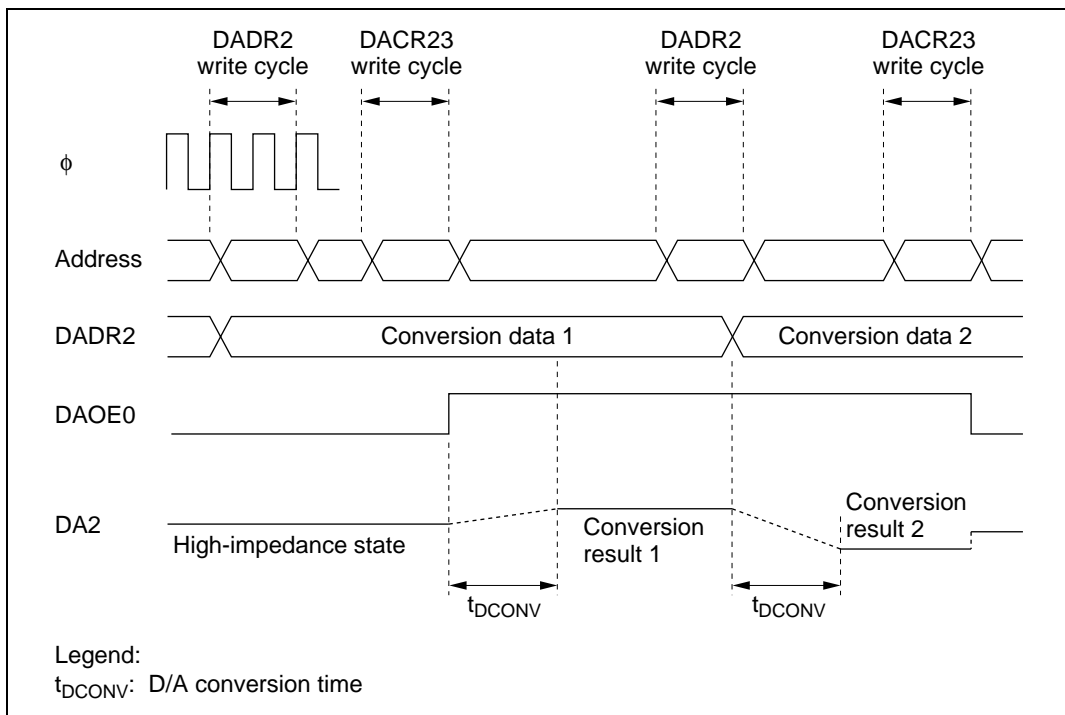 DADR2
write cycle
DACR23
write cycle
DADR2
write cycle
DACR23
write cycle
ϕ
Address
DADR2
Conversion data 1
Conversion data 2
DAOE0
DA2
High-impedance state
Conversion
result 1
Conversion
result 2
tDCONV
tDCONV
Legend:
tDCONV: D/A conversion time